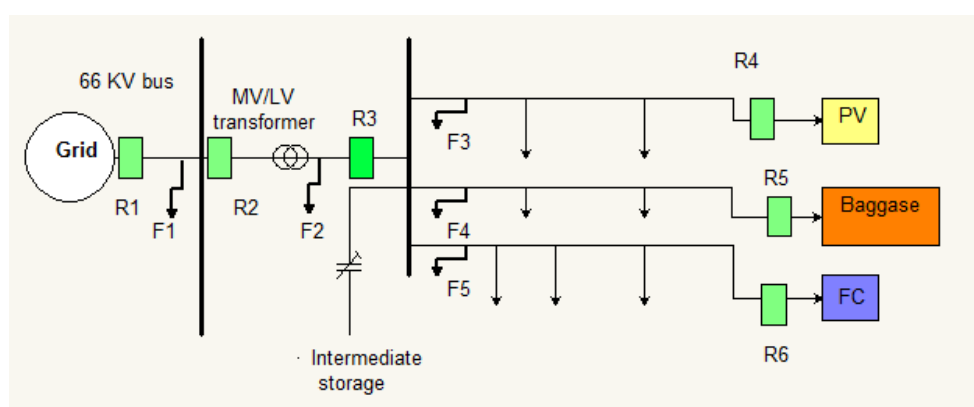 66 KV bus
Grid
R1
F1
MV/LV
transformer
R2
F2
R3
F3
F4
F5
R4
PV
R5
Baggase
FC
R6
Intermediate
storage